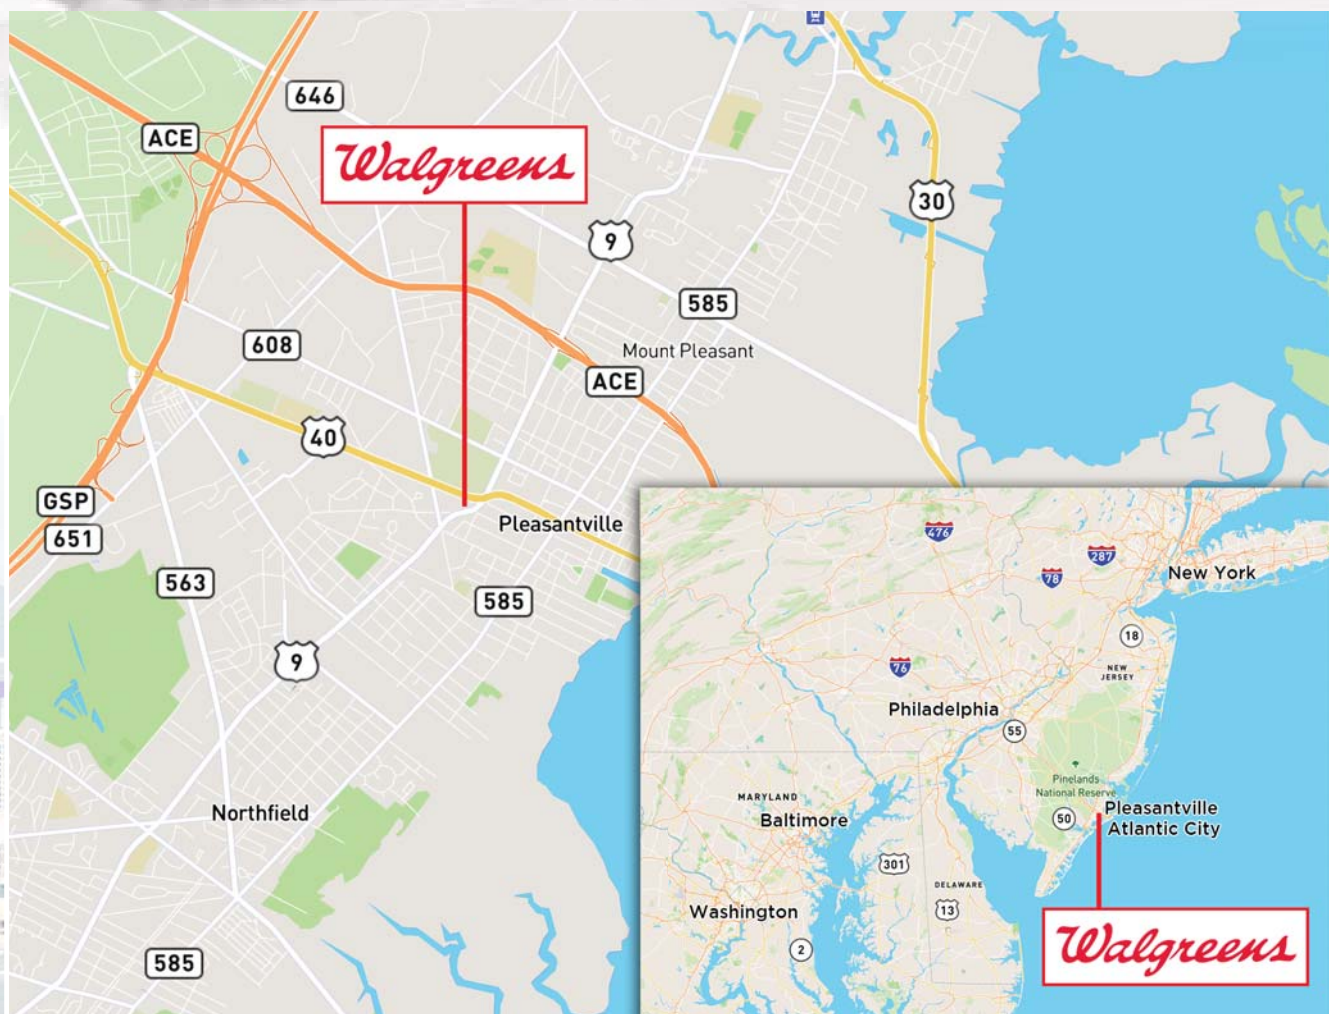 646
ACE
Walgreens
30
9
585
608
Mount Pleasant
ACE
40
GSP
651
Pleasantville
563
585
9
Northfield
585
476
287
78
New York
18
76
NEW
JERSEY
Philadelphia
55
Pinelands
National Reserve
MARYLAND
Baltimore
50
Pleasantville
Atlantic City
301
DELAWARE
13
Washington
2
Walgreens